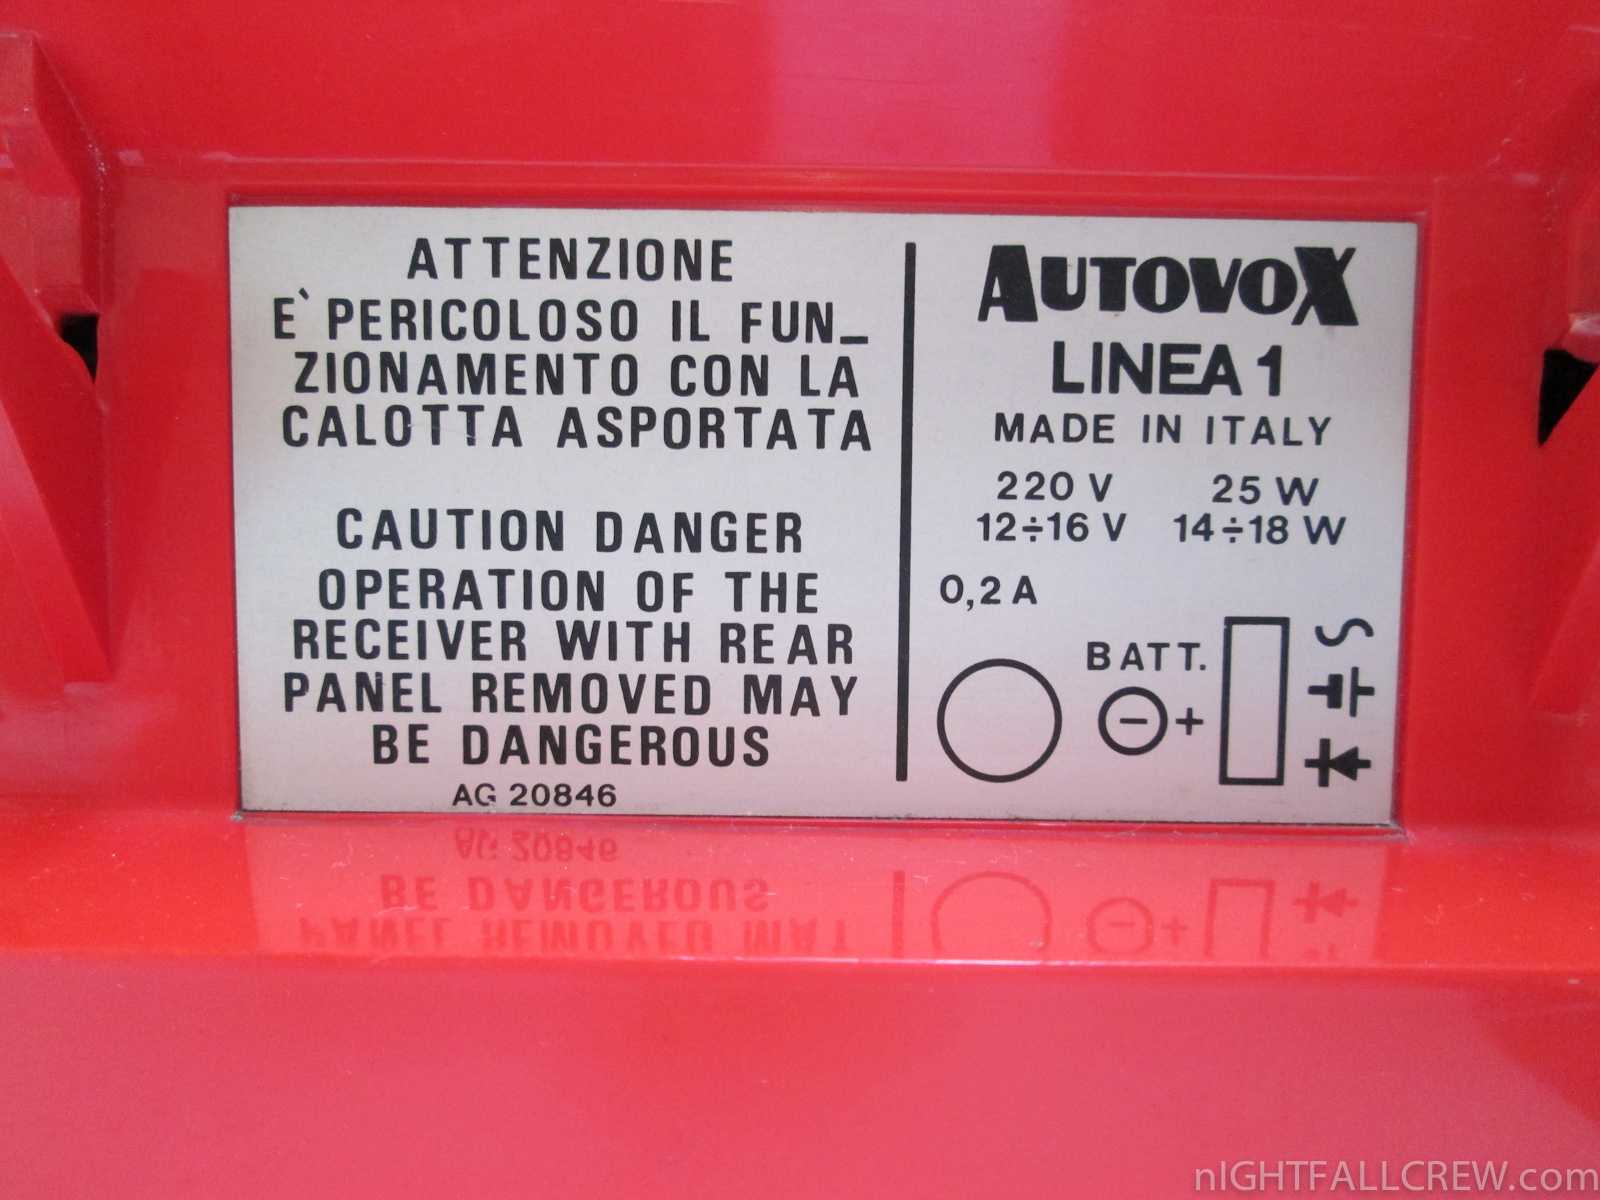 ATTENZIONE
E` PERICOLOSO IL FUN_
ZIONAMENTO CON LA
CALOTTA ASPORTATA
CAUTION DANGER
OPERATION OF THE
RECEIVER WITH REAR
PANEL REMOVED MAY
BE DANGEROUS
AG 20846
AUTOVOX
LINEA 1
MADE IN ITALY
220 V 25 W
12÷16 V 14÷18 W
0,2 A
BATT.
nIGHTFALLCREW.com